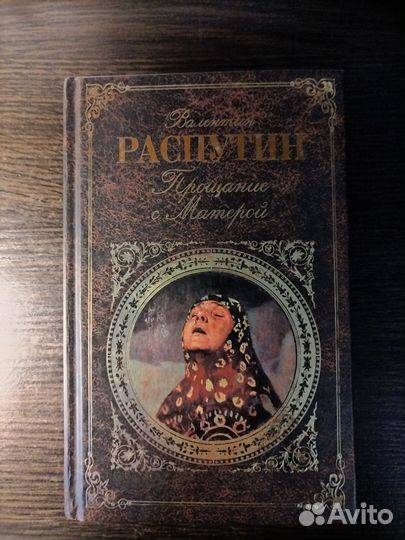 Валентин
РАСПУТИН
Прощание
с Матерой
Avito